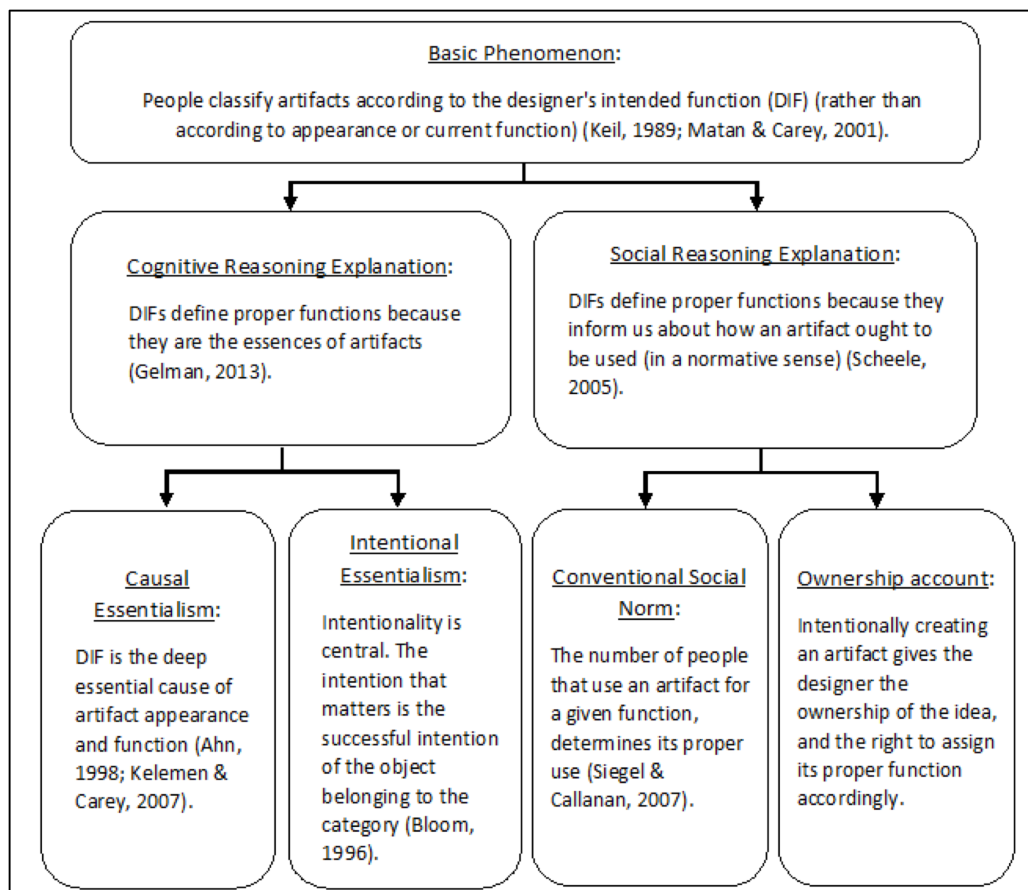 Basic Phenomenon:
People classify artifacts according to the designer's intended function (DIF) (rather than
according to appearance or current function) (Keil, 1989; Matan & Carey, 2001).
Cognitive Reasoning Explanation:
DIFs define proper functions because
they are the essences of artifacts
(Gelman, 2013).
Social Reasoning Explanation:
DIFs define proper functions because they
inform us about how an artifact ought to
be used (in a normative sense) (Scheele,
2005).
Causal
Essentialism:
DIF is the deep
essential cause of
artifact appearance
and function (Ahn,
1998; Kelemen &
Carey, 2007).
Intentional
Essentialism:
Intentionality is
central. The
intention that
matters is the
successful intention
of the object
belonging to the
category (Bloom,
1996).
Conventional Social
Norm:
The number of people
that use an artifact for
a given function,
determines its proper
use (Siegel &
Callanan, 2007).
Ownership account:
Intentionally creating
an artifact gives the
designer the
ownership of the idea,
and the right to assign
its proper function
accordingly.